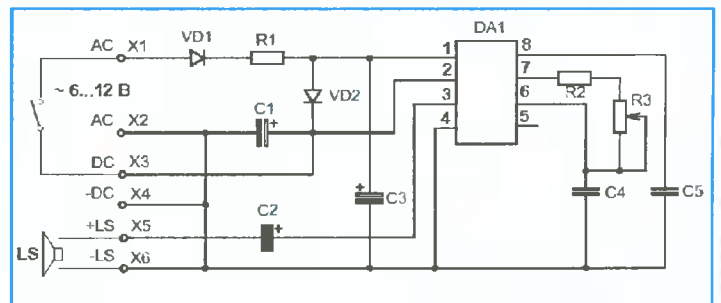 AC X1
VD1
R1
DA1
1
2
3
4
8
7
6
5
~ 6...12 В
VD2
R2
R3
AC X2
C1
+
DC X3
-DC X4
C2
+
+
C3
C4
C5
+LS X5
LS
-LS X6